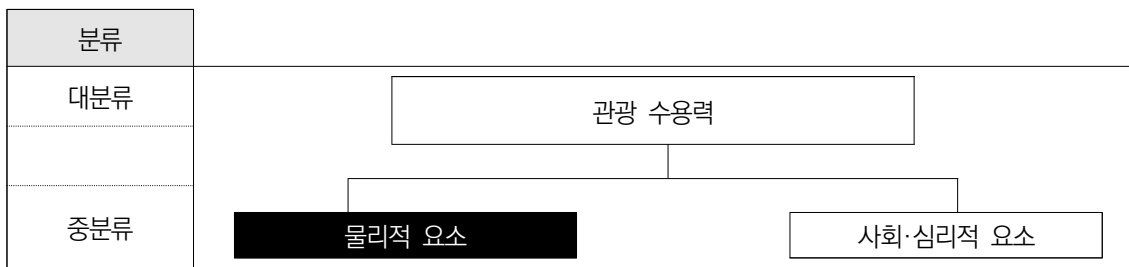 분류
대분류
관광 수용력
중분류
물리적 요소
사회·심리적 요소